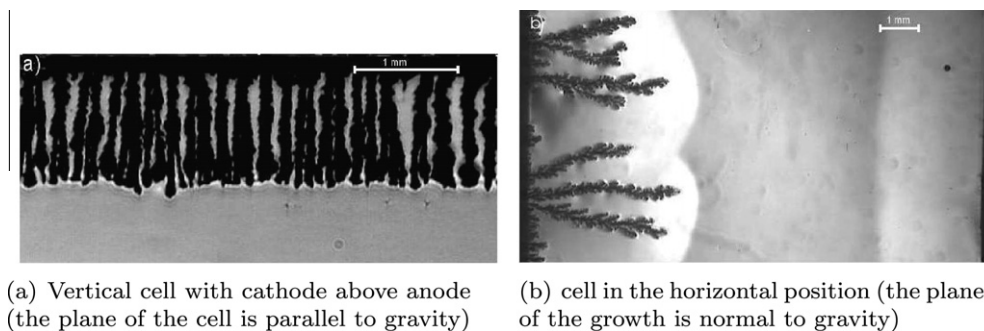 a)
1 mm
b)
1 mm
(a) Vertical cell with cathode above anode
(the plane of the cell is parallel to gravity)
(b) cell in the horizontal position (the plane
of the growth is normal to gravity)